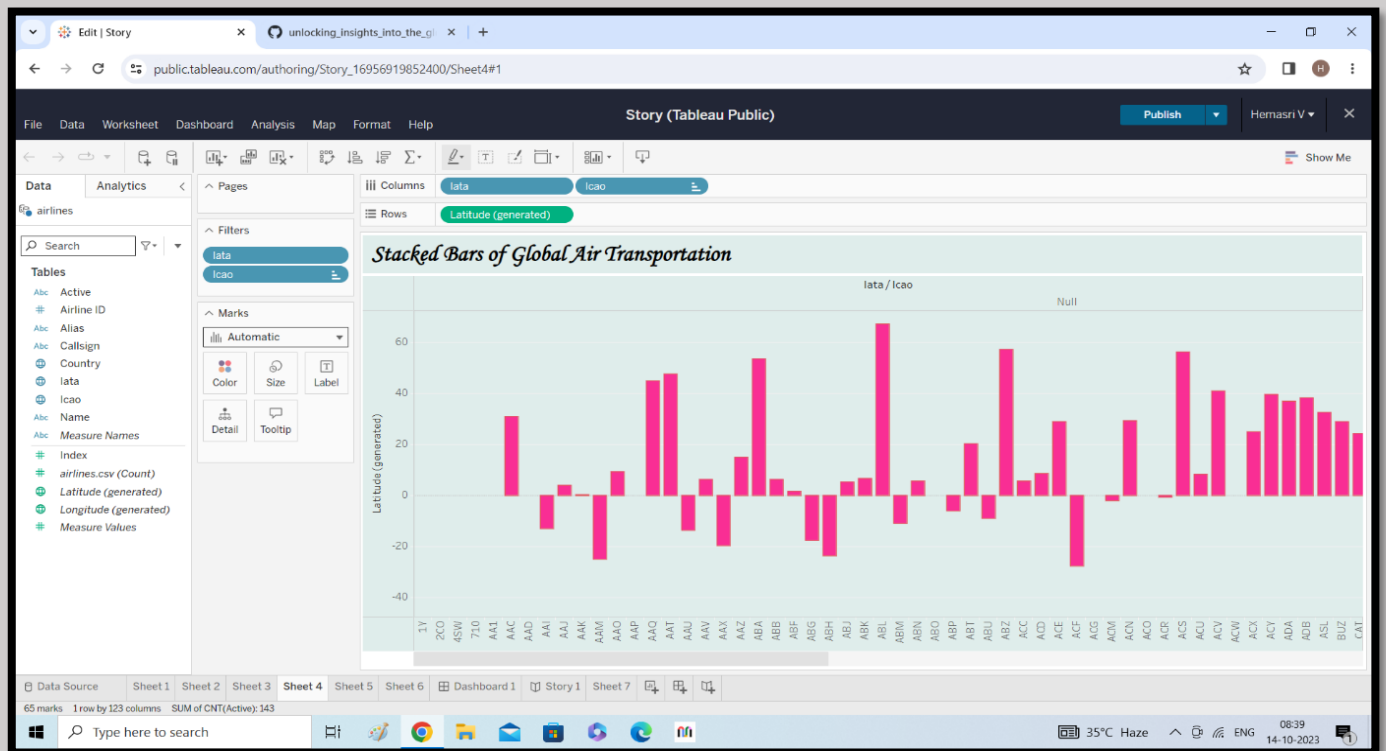 Edit | Story
unlocking_insights_into_the_gl
public.tableau.com/authoring/Story_16956919852400/Sheet4#1
H
Story (Tableau Public)
Publish
Hemasri V
File Data Worksheet Dashboard Analysis Map Format Help
Show Me
Data Analytics
airlines
Search
Tables
Abc Active
# Airline ID
Abc Alias
Abc Callsign
Country
Iata
Icao
Abc Name
Abc Measure Names
# Index
# airlines.csv (Count)
Latitude (generated)
Longitude (generated)
# Measure Values
Pages
Filters
Iata
Icao
Marks
Automatic
Color Size Label
Detail Tooltip
Columns Iata Icao
Rows Latitude (generated)
Stacked Bars of Global Air Transportation
Iata / Icao
Null
Latitude (generated)
60
40
20
0
-20
-40
1Y 2CO 4SW 710 AA1 AAC AAD AAI AAJ AAK AAM AAO AAP AAQ AAT AAU AAV AAX AAZ ABA ABB ABF ABG ABH ABJ ABK ABL ABM ABN ABO ABP ABT ABU ABZ ACC ACD ACE ACF ACG ACM ACN ACO ACR ACS ACU ACV ACW ACX ACY ADA ADB ASL BUZ CAT
Data Source Sheet 1 Sheet 2 Sheet 3 Sheet 4 Sheet 5 Sheet 6 Dashboard 1 Story 1 Sheet 7
65 marks 1 row by 123 columns SUM of CNT(Active): 143
Type here to search
35°C Haze
ENG
08:39
14-10-2023
1